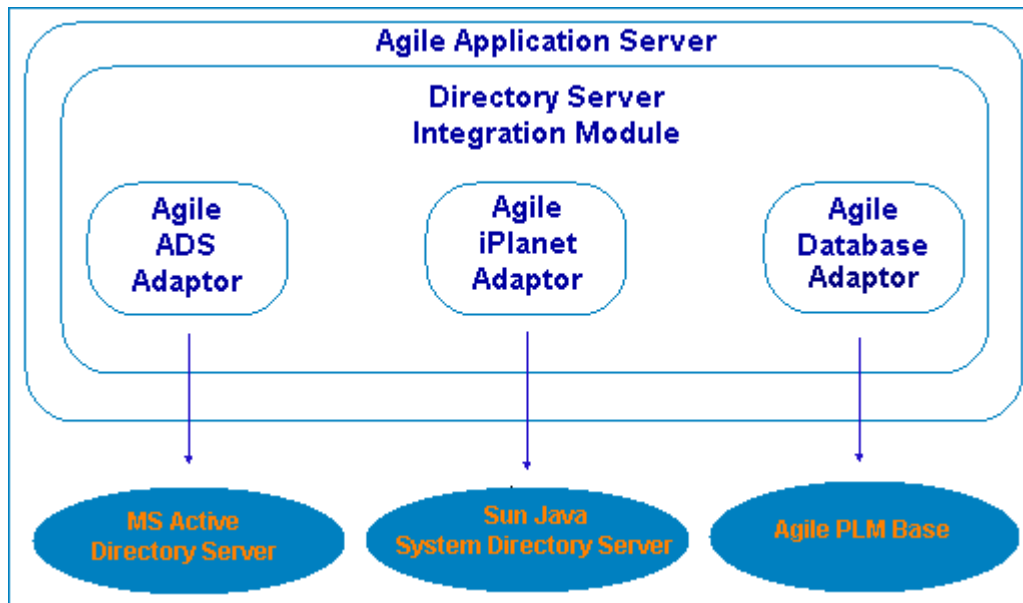 Agile Application Server
Directory Server
Integration Module
Agile
ADS
Adaptor
Agile
iPlanet
Adaptor
Agile
Database
Adaptor
MS Active
Directory Server
Sun Java
System Directory Server
Agile PLM Base